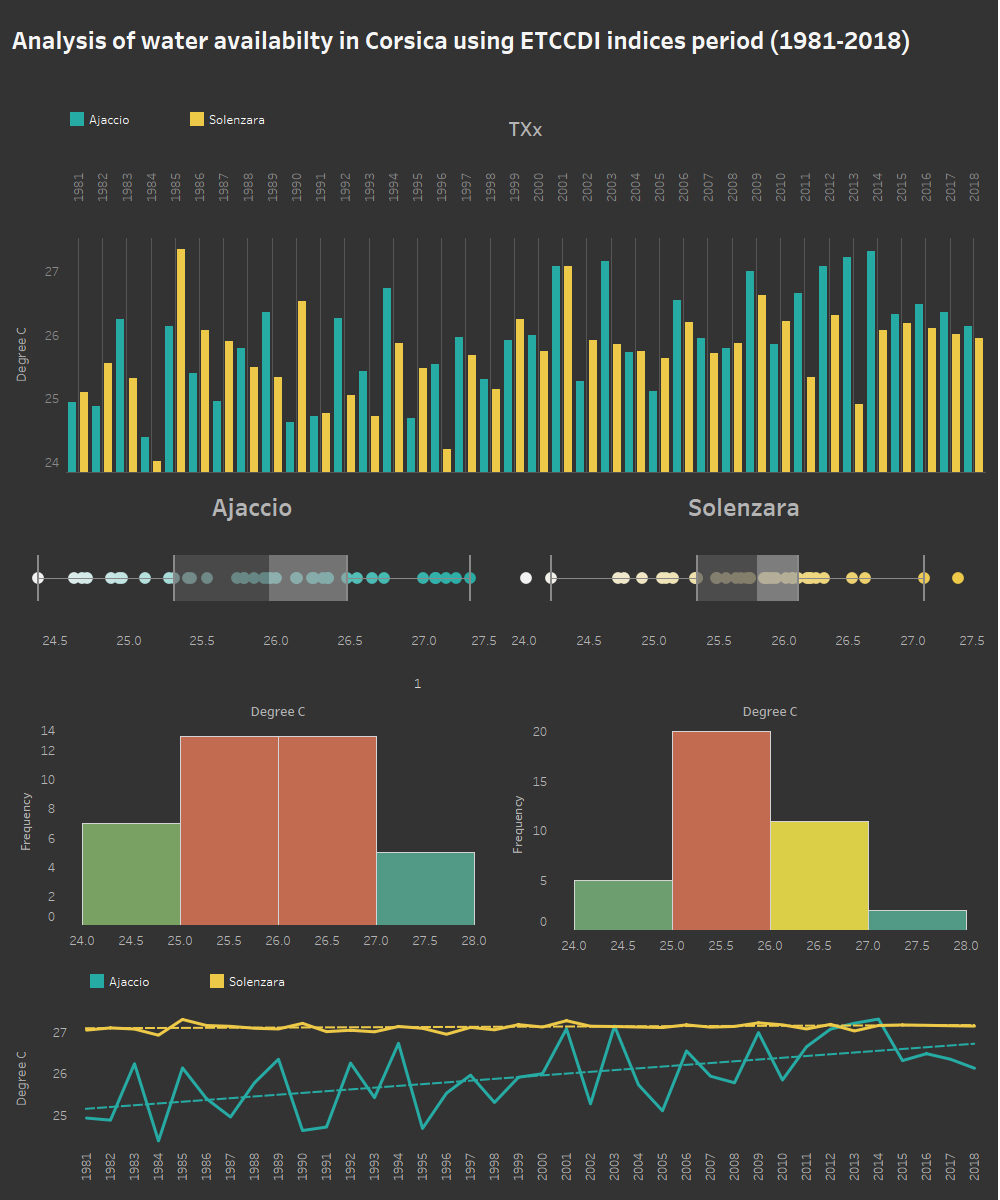 Analysis of water availabilty in Corsica using ETCCDI indices period (1981-2018)
Ajaccio Solenzara
TXx
1981 1982 1983 1984 1985 1986 1987 1988 1989 1990 1991 1992 1993 1994 1995 1996 1997 1998 1999 2000 2001 2002 2003 2004 2005 2006 2007 2008 2009 2010 2011 2012 2013 2014 2015 2016 2017 2018
Degree C
27
26
25
24
Ajaccio Solenzara
24.5 25.0 25.5 26.0 26.5 27.0 27.5 24.0 24.5 25.0 25.5 26.0 26.5 27.0 27.5
1
Degree C
Frequency
14
12
10
8
6
4
2
0
24.0 24.5 25.0 25.5 26.0 26.5 27.0 27.5 28.0
Degree C
Frequency
20
15
10
5
0
24.0 24.5 25.0 25.5 26.0 26.5 27.0 27.5 28.0
Ajaccio Solenzara
Degree C
27
26
25
1981 1982 1983 1984 1985 1986 1987 1988 1989 1990 1991 1992 1993 1994 1995 1996 1997 1998 1999 2000 2001 2002 2003 2004 2005 2006 2007 2008 2009 2010 2011 2012 2013 2014 2015 2016 2017 2018